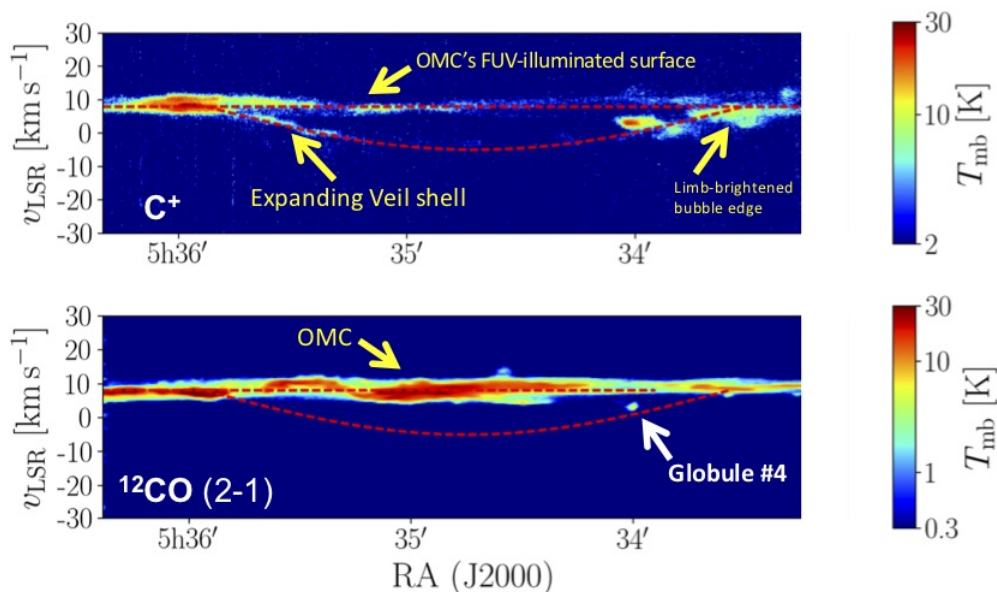 30
20
10
0
-10
-20
-30
v_LSR [km s⁻¹]
OMC's FUV-illuminated surface
Expanding Veil shell
Limb-brightened
bubble edge
C⁺
5h36′ 35′ 34′
30
10
2
T_mb [K]
30
20
10
0
-10
-20
-30
v_LSR [km s⁻¹]
OMC
Globule #4
¹²CO (2-1)
5h36′ 35′ 34′
RA (J2000)
30
10
1
0.3
T_mb [K]